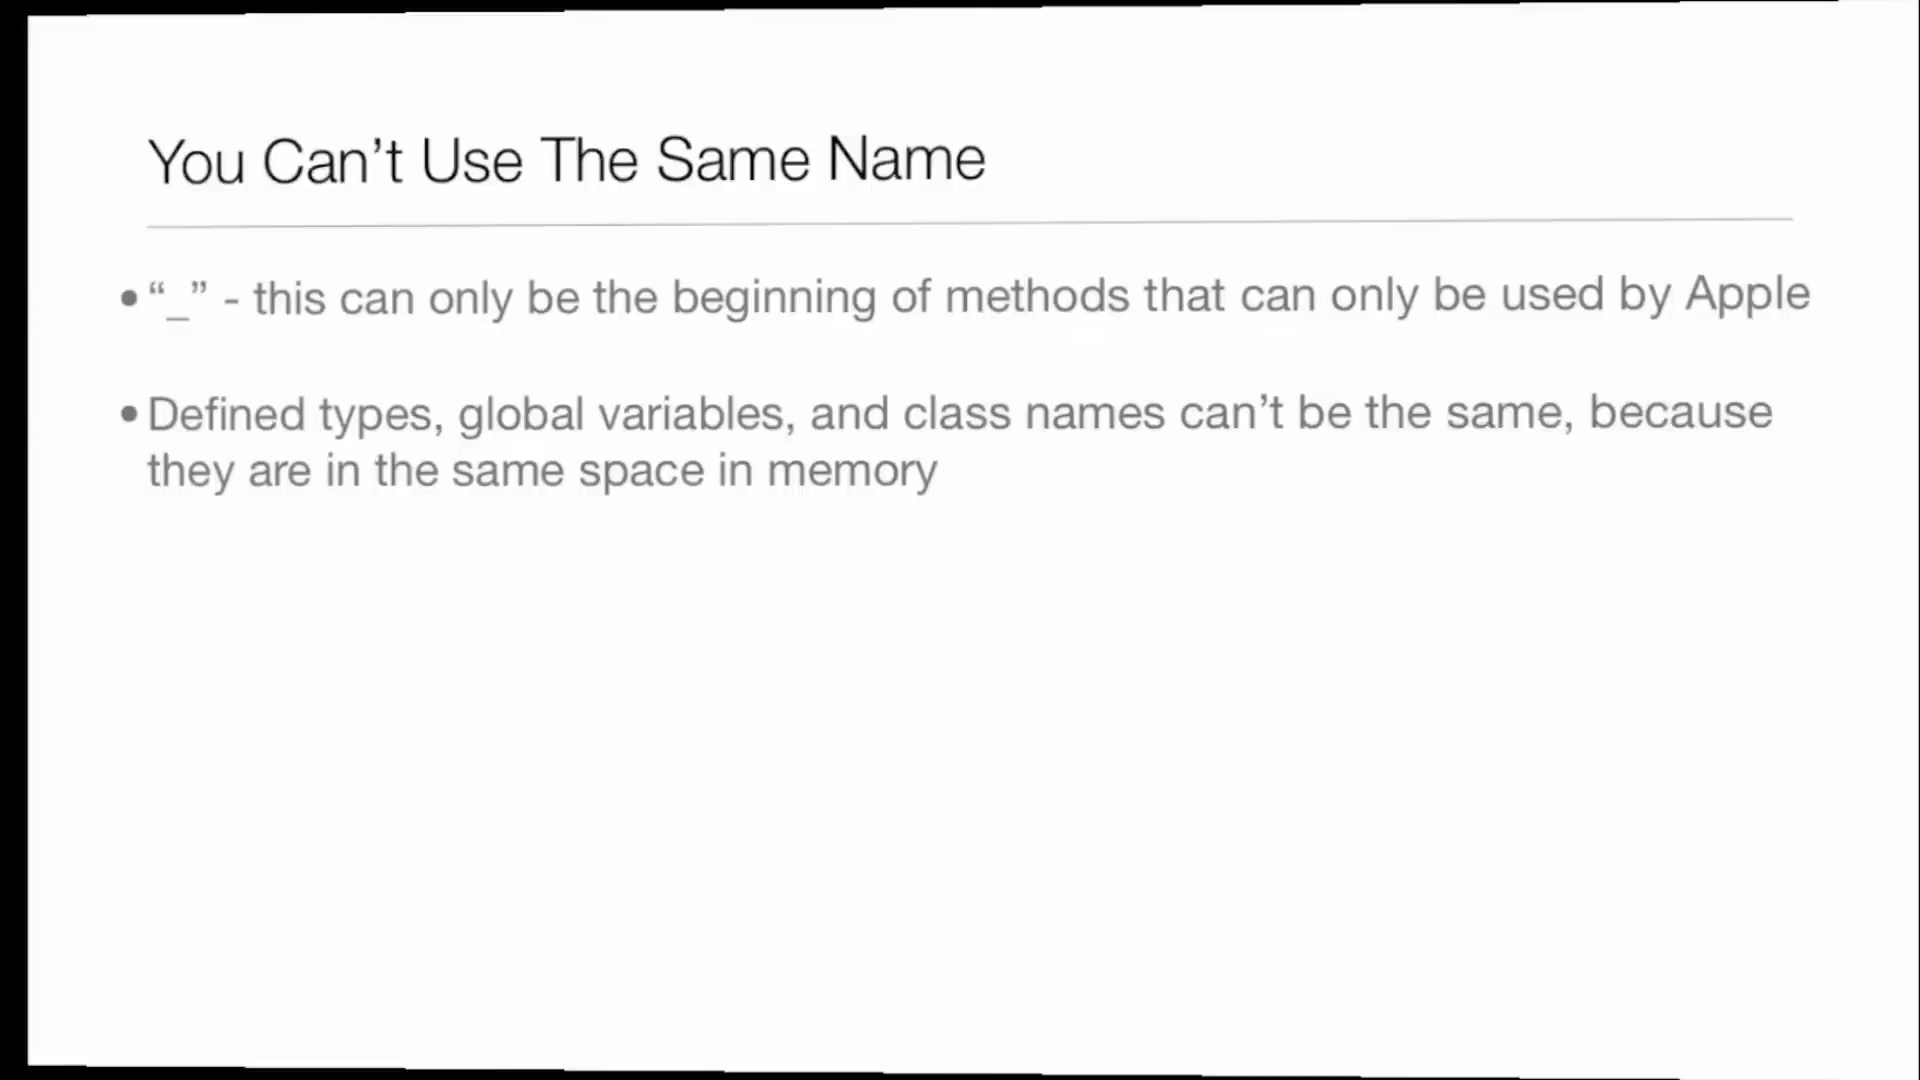 You Can’t Use The Same Name
•“_” - this can only be the beginning of methods that can only be used by Apple
•Defined types, global variables, and class names can’t be the same, because
they are in the same space in memory